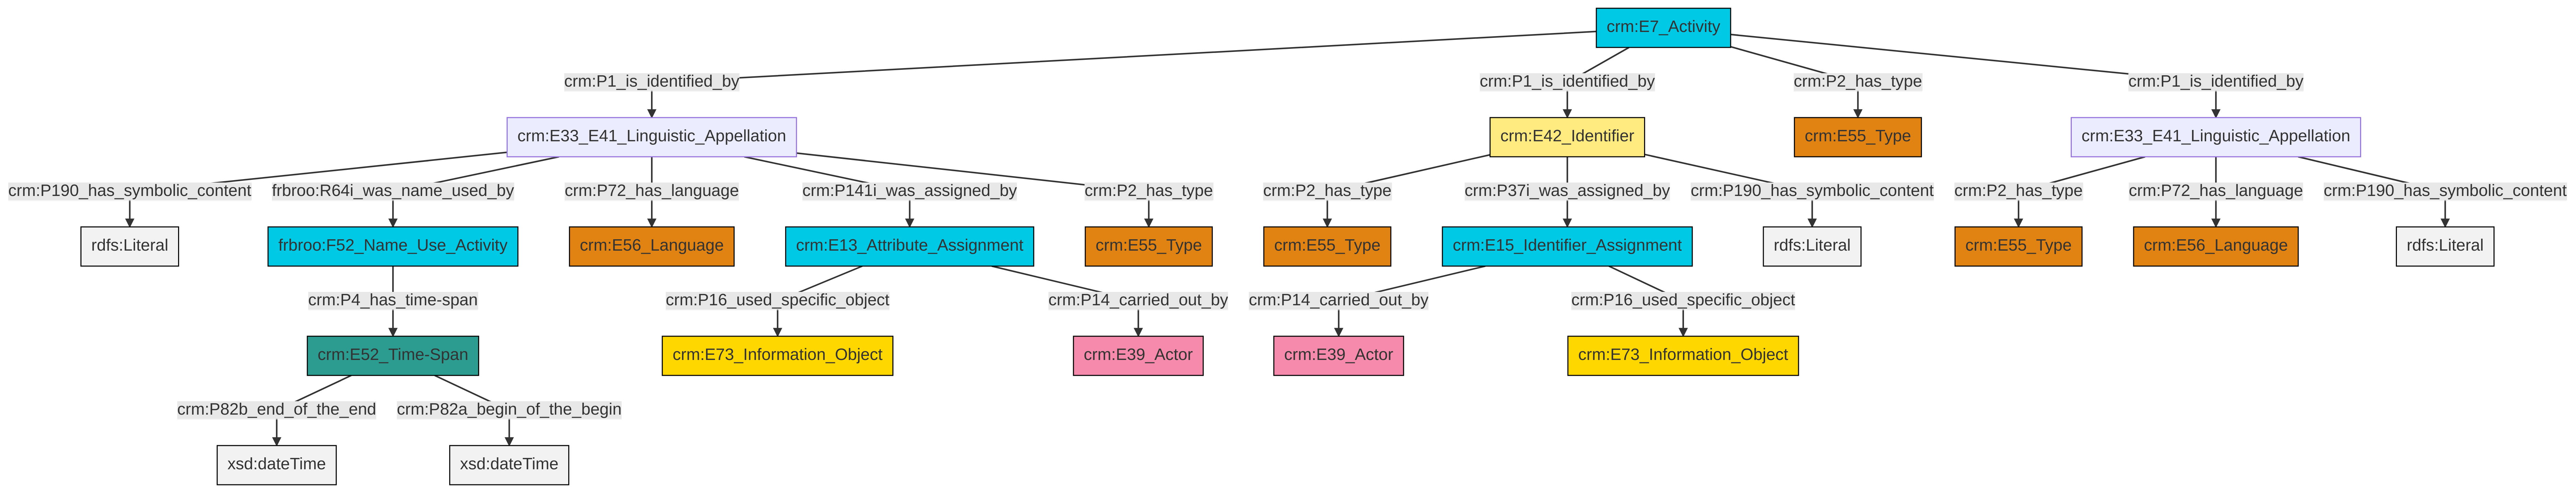 crm:E7_Activity
crm:P1_is_identified_by crm:P1_is_identified_by crm:P2_has_type crm:P1_is_identified_by
crm:E33_E41_Linguistic_Appellation crm:E42_Identifier crm:E55_Type crm:E33_E41_Linguistic_Appellation
crm:P190_has_symbolic_content frbroo:R64i_was_name_used_by crm:P72_has_language crm:P141i_was_assigned_by crm:P2_has_type crm:P2_has_type crm:P37i_was_assigned_by crm:P190_has_symbolic_content crm:P2_has_type crm:P72_has_language crm:P190_has_symbolic_content
rdfs:Literal frbroo:F52_Name_Use_Activity crm:E56_Language crm:E13_Attribute_Assignment crm:E55_Type crm:E55_Type crm:E15_Identifier_Assignment rdfs:Literal crm:E55_Type crm:E56_Language rdfs:Literal
crm:P4_has_time-span crm:P16_used_specific_object crm:P14_carried_out_by crm:P14_carried_out_by crm:P16_used_specific_object
crm:E52_Time-Span crm:E73_Information_Object crm:E39_Actor crm:E39_Actor crm:E73_Information_Object
crm:P82b_end_of_the_end crm:P82a_begin_of_the_begin
xsd:dateTime xsd:dateTime